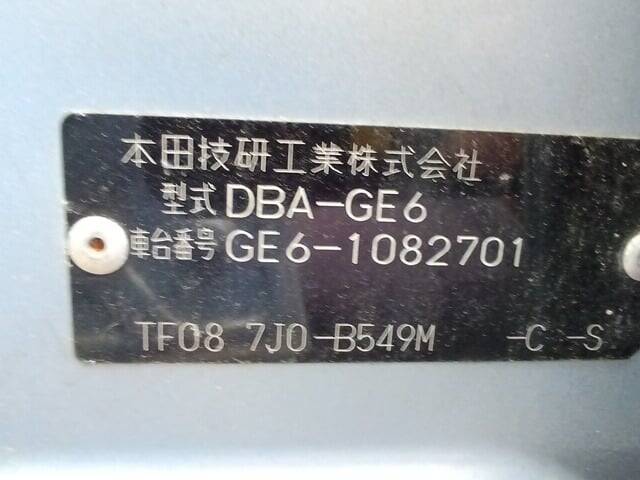 本田技研工業株式会社
型式 DBA-GE6
車台番号 GE6-1082701
TF08 7J0-B549M -C -S